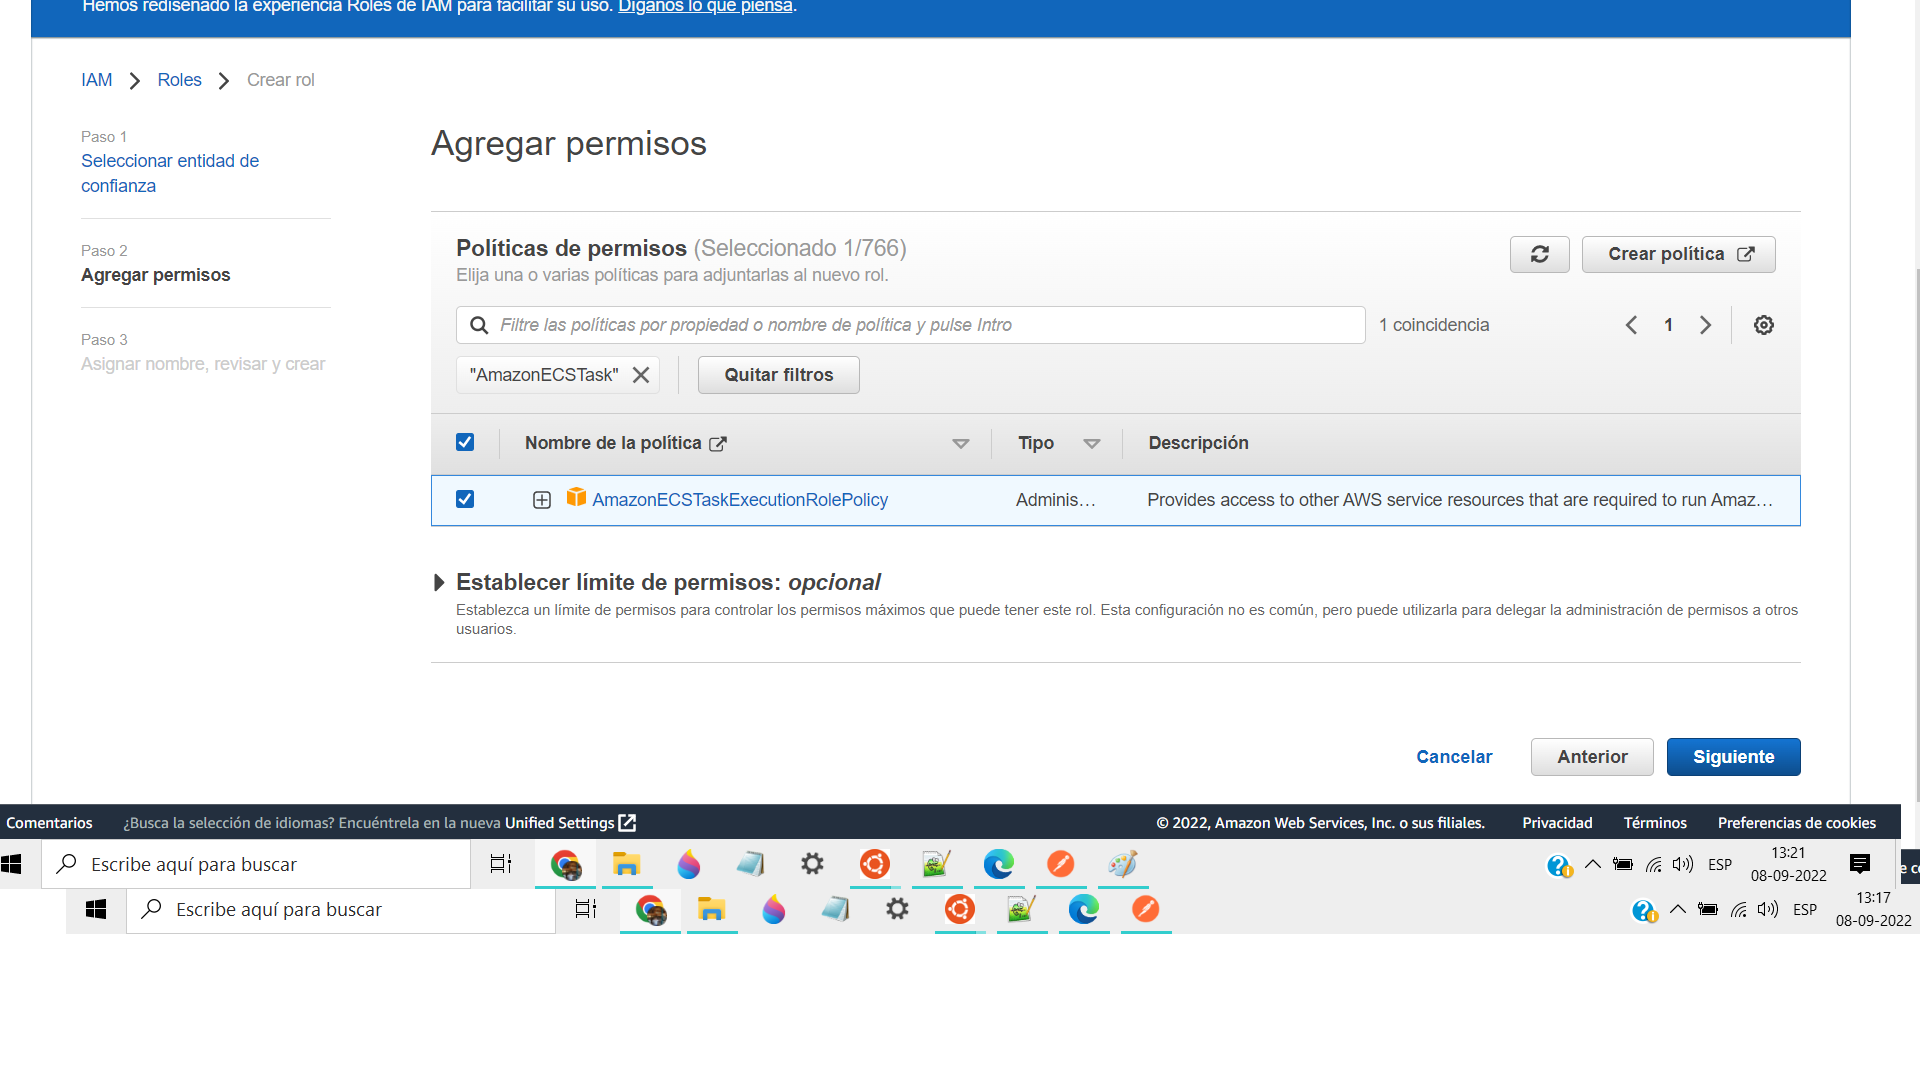 Hemos rediseñado la experiencia Roles de IAM para facilitar su uso. Díganos lo que piensa.
IAM
Roles
Crear rol
Paso 1
Seleccionar entidad de
confianza
Paso 2
Agregar permisos
Paso 3
Asignar nombre, revisar y crear
Agregar permisos
Políticas de permisos (Seleccionado 1/766)
Elija una o varias políticas para adjuntarlas al nuevo rol.
Crear política
Filtre las políticas por propiedad o nombre de política y pulse Intro
1 coincidencia
1
"AmazonECSTask"
Quitar filtros
Nombre de la política
Tipo
Descripción
AmazonECSTaskExecutionRolePolicy
Adminis…
Provides access to other AWS service resources that are required to run Amaz…
Establecer límite de permisos: opcional
Establezca un límite de permisos para controlar los permisos máximos que puede tener este rol. Esta configuración no es común, pero puede utilizarla para delegar la administración de permisos a otros
usuarios.
Cancelar
Anterior
Siguiente
Comentarios
¿Busca la selección de idiomas? Encuéntrela en la nueva Unified Settings
© 2022, Amazon Web Services, Inc. o sus filiales.
Privacidad
Términos
Preferencias de cookies
Escribe aquí para buscar
ESP
13:21
08-09-2022
e co
Escribe aquí para buscar
ESP
13:17
08-09-2022